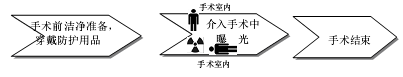 手术前洁净准备,
穿戴防护用品
手术室内
介入手术中
曝 光
手术室内
手术结束